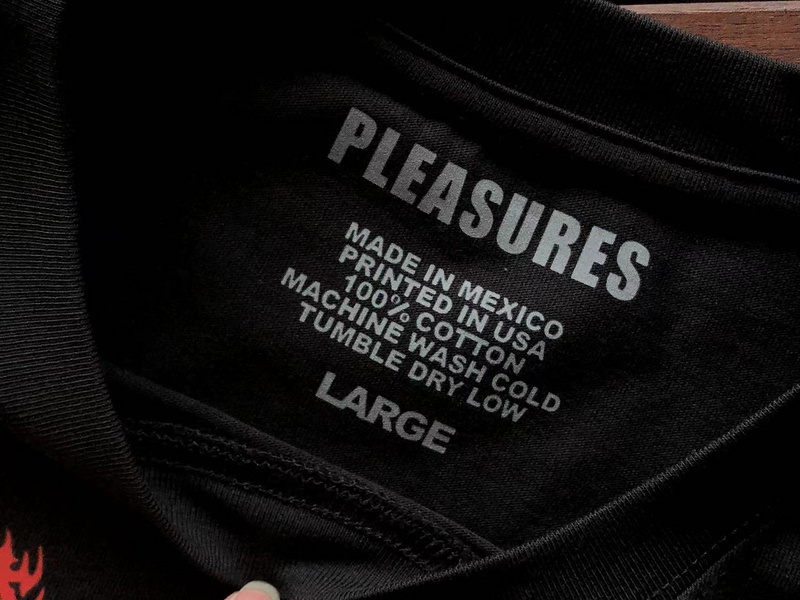 PLEASURES
MADE IN MEXICO
PRINTED IN USA
100% COTTON
MACHINE WASH COLD
TUMBLE DRY LOW
LARGE